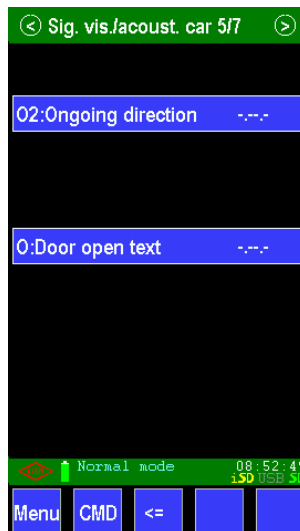 < Sig. vis./acoust. car 5/7 >
O2:Ongoing direction -.--.-
O:Door open text -.--.-
Normal mode 08:52:4
iSD USB S
Menu CMD <=